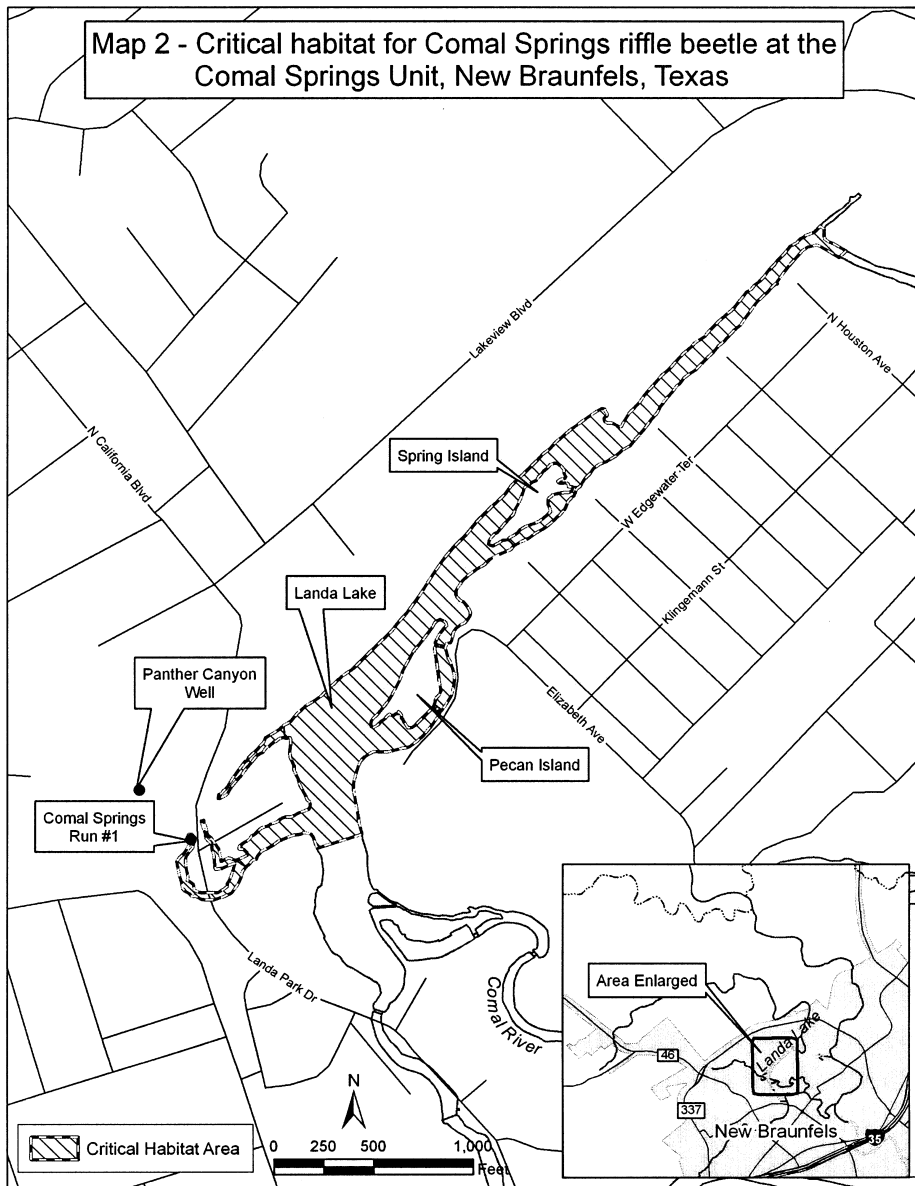 Map 2 - Critical habitat for Comal Springs riffle beetle at the
Comal Springs Unit, New Braunfels, Texas
Lakeview Blvd
N Houston Ave
N California Blvd
Spring Island
W Edgewater Ter
Klingemann St
Landa Lake
Panther Canyon
Well
Elizabeth Ave
Pecan Island
Comal Springs
Run #1
Landa Park Dr
Comal River
Area Enlarged
Landa Lake
46
337
New Braunfels
35
N
Critical Habitat Area
0 250 500 1,000
Feet